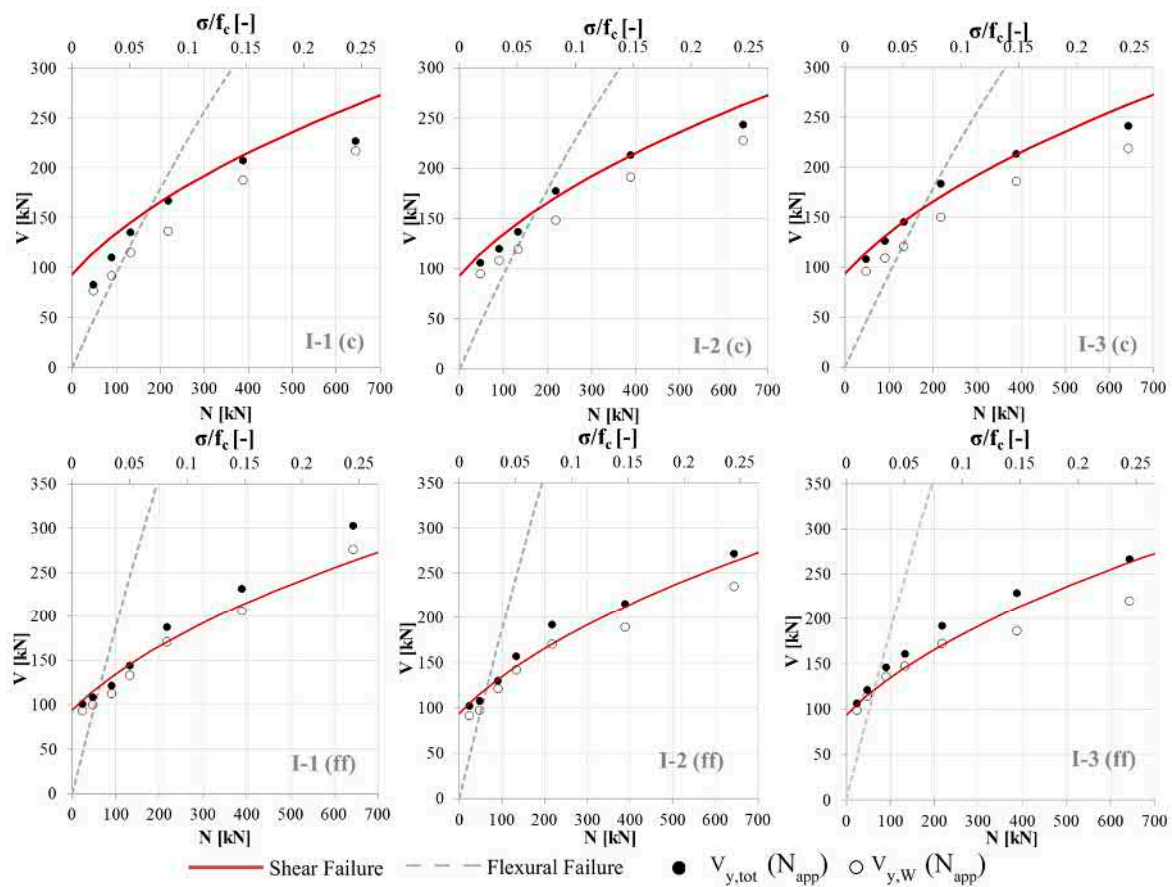 σ/fc [-] σ/fc [-] σ/fc [-]
0 0.05 0.1 0.15 0.2 0.25 0 0.05 0.1 0.15 0.2 0.25 0 0.05 0.1 0.15 0.2 0.25
300 300 300
250 250 250
200 200 200
V [kN] V [kN] V [kN]
150 150 150
100 100 100
50 50 50
I-1 (c) I-2 (c) I-3 (c)
0 0 0
0 100 200 300 400 500 600 700 0 100 200 300 400 500 600 700 0 100 200 300 400 500 600 700
N [kN] N [kN] N [kN]
σ/fc [-] σ/fc [-] σ/fc [-]
0 0.05 0.1 0.15 0.2 0.25 0 0.05 0.1 0.15 0.2 0.25 0 0.05 0.1 0.15 0.2 0.25
350 350 350
300 300 300
250 250 250
200 200 200
V [kN] V [kN] V [kN]
150 150 150
100 100 100
50 50 50
I-1 (ff) I-2 (ff) I-3 (ff)
0 0 0
0 100 200 300 400 500 600 700 0 100 200 300 400 500 600 700 0 100 200 300 400 500 600 700
N [kN] N [kN] N [kN]
Shear Failure Flexural Failure Vy,tot (Napp) Vy,W (Napp)